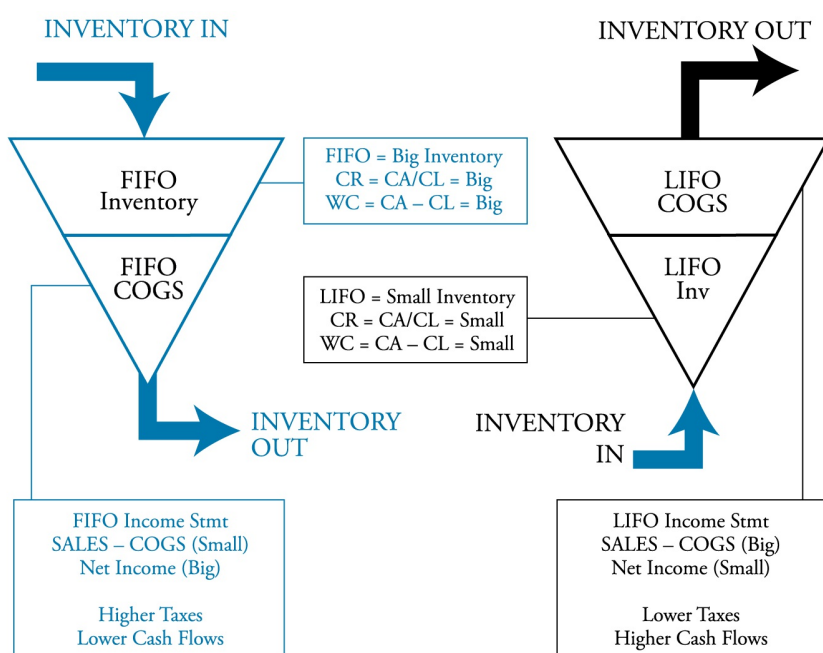 INVENTORY IN
FIFO
Inventory
FIFO
COGS
FIFO = Big Inventory
CR = CA/CL = Big
WC = CA – CL = Big
INVENTORY
OUT
FIFO Income Stmt
SALES – COGS (Small)
Net Income (Big)
Higher Taxes
Lower Cash Flows
INVENTORY OUT
LIFO
COGS
LIFO
Inv
LIFO = Small Inventory
CR = CA/CL = Small
WC = CA – CL = Small
INVENTORY
IN
LIFO Income Stmt
SALES – COGS (Big)
Net Income (Small)
Lower Taxes
Higher Cash Flows